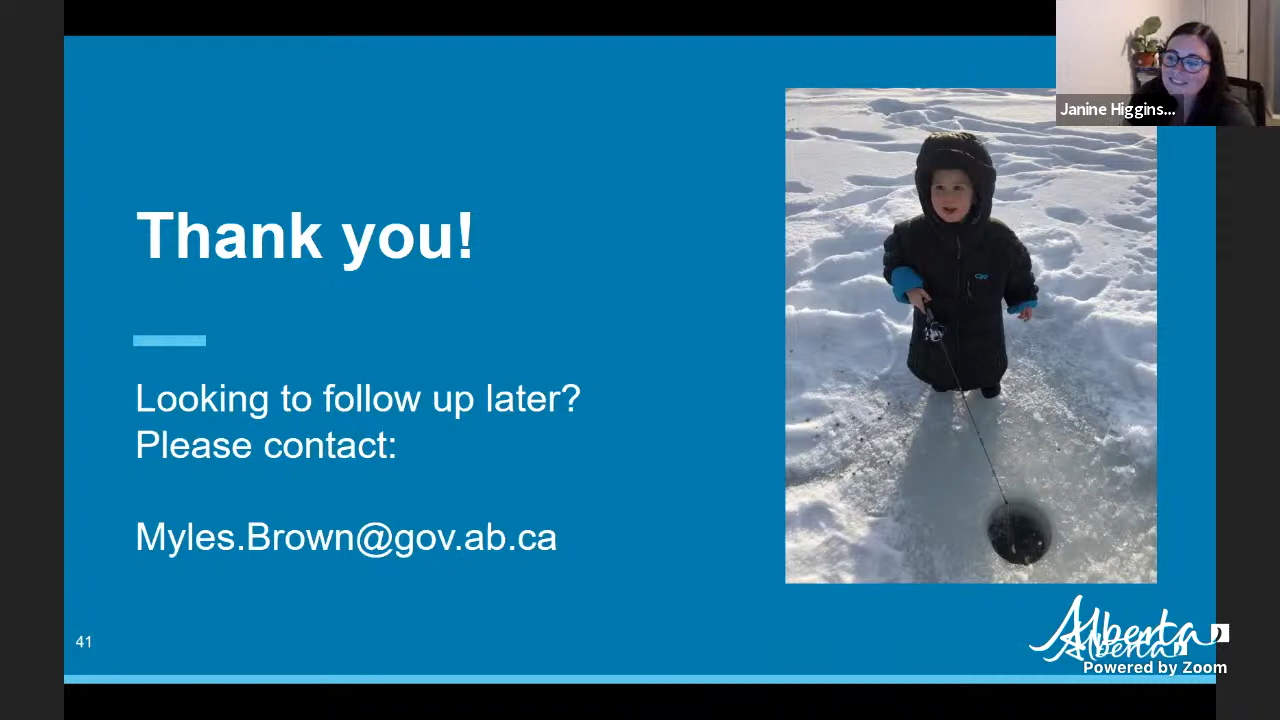 Janine Higgins...
Thank you!
Looking to follow up later?
Please contact:
Myles.Brown@gov.ab.ca
41
Alberta
Alberta
Powered by Zoom